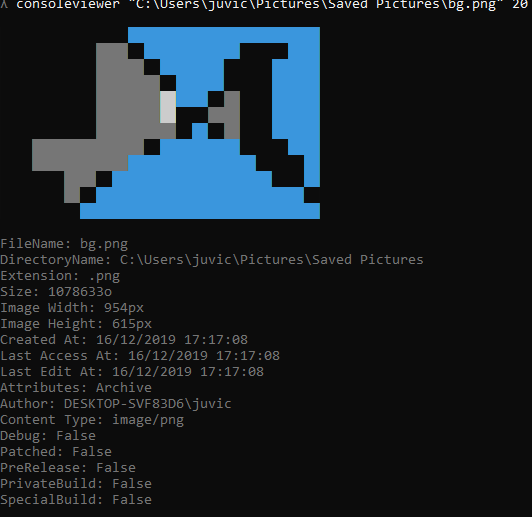 λ consoleviewer "C:\Users\juvic\Pictures\Saved Pictures\bg.png" 20
FileName: bg.png
DirectoryName: C:\Users\juvic\Pictures\Saved Pictures
Extension: .png
Size: 1078633o
Image Width: 954px
Image Height: 615px
Created At: 16/12/2019 17:17:08
Last Access At: 16/12/2019 17:17:08
Last Edit At: 16/12/2019 17:17:08
Attributes: Archive
Author: DESKTOP-SVF83D6\juvic
Content Type: image/png
Debug: False
Patched: False
PreRelease: False
PrivateBuild: False
SpecialBuild: False